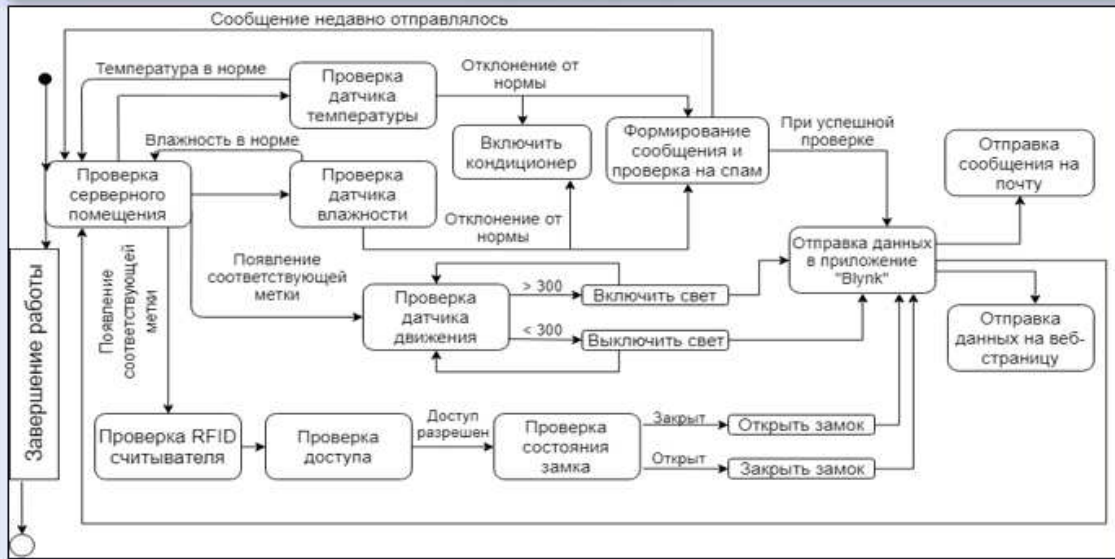 Сообщение недавно отправлялось
Температура в норме
Проверка
датчика
температуры
Отклонение от
нормы
Влажность в норме
Включить
кондиционер
Формирование
сообщения и
проверка на спам
При успешной
проверке
Отправка
сообщения на
почту
Проверка
серверного
помещения
Проверка
датчика
влажности
Отклонение от
нормы
Отправка данных
в приложение
"Blynk"
Завершение работы
Появление
соответствующей
метки
Появление
соответствующей
метки
Проверка
датчика
движения
> 300
Включить свет
< 300
Выключить свет
Отправка
данных на веб-
страницу
Проверка RFID
считывателя
Проверка
доступа
Доступ
разрешен
Проверка
состояния
замка
Закрыт
Открыть замок
Открыт
Закрыть замок